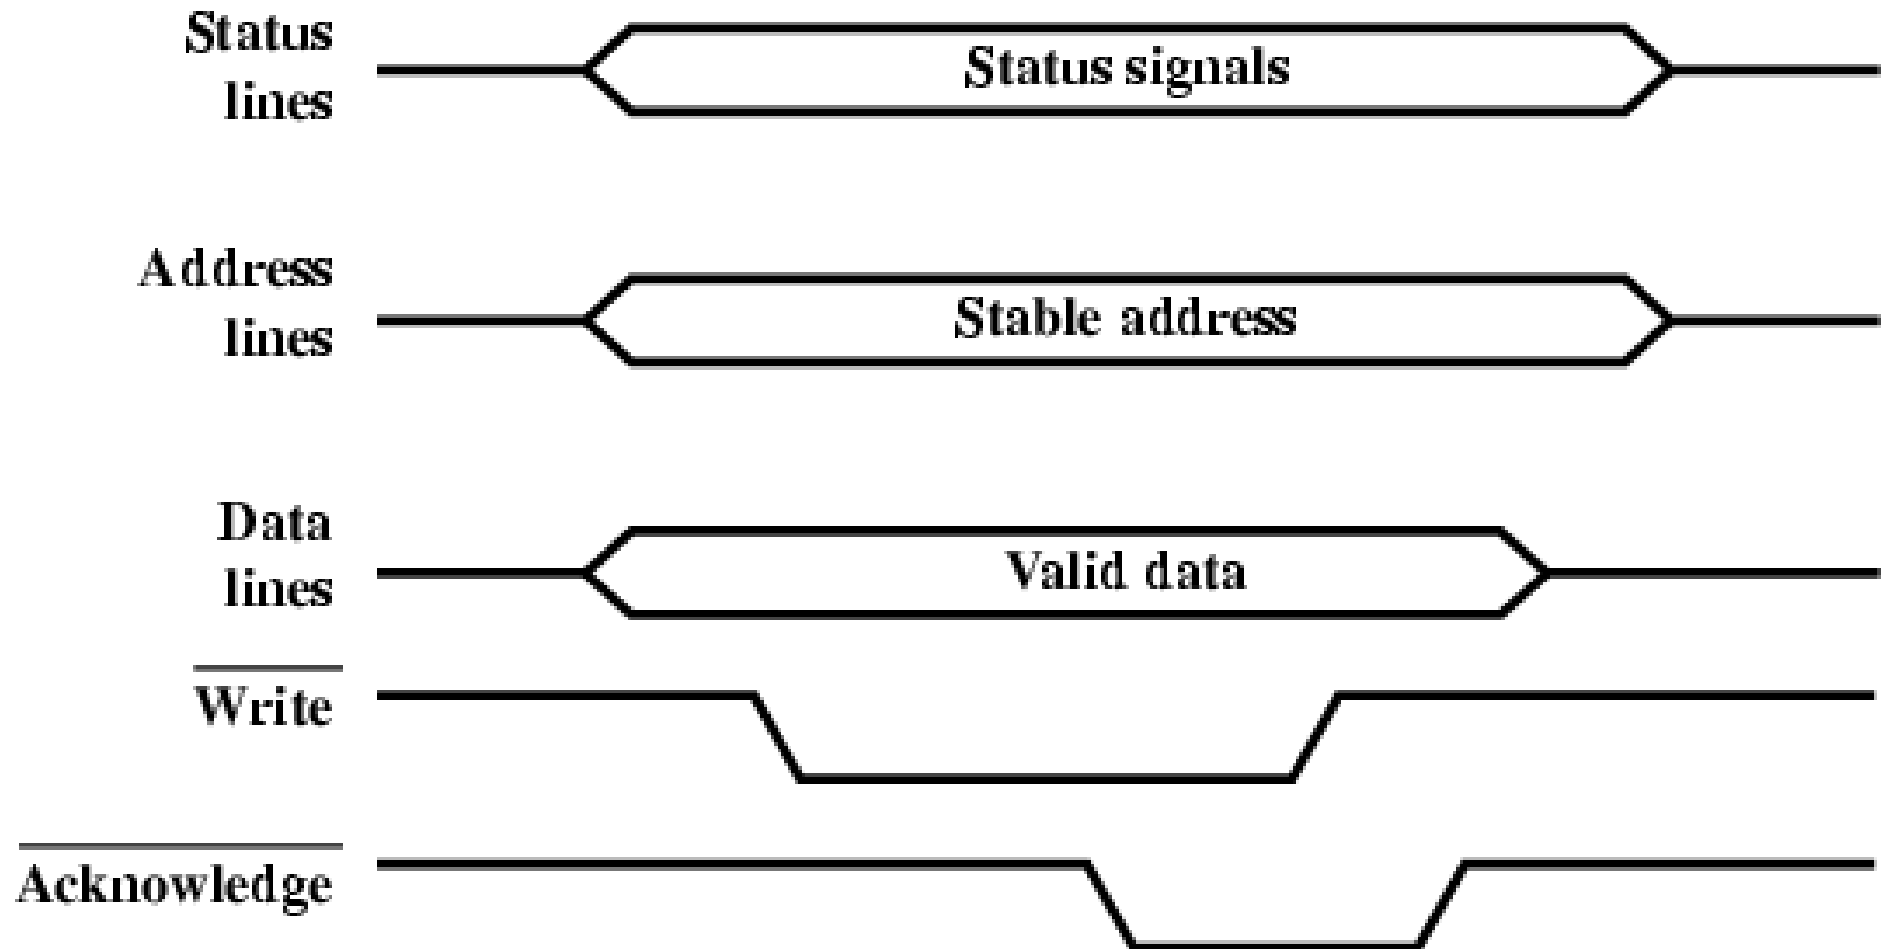 Status
lines
Status signals
Address
lines
Stable address
Data
lines
Valid data
Write
Acknowledge